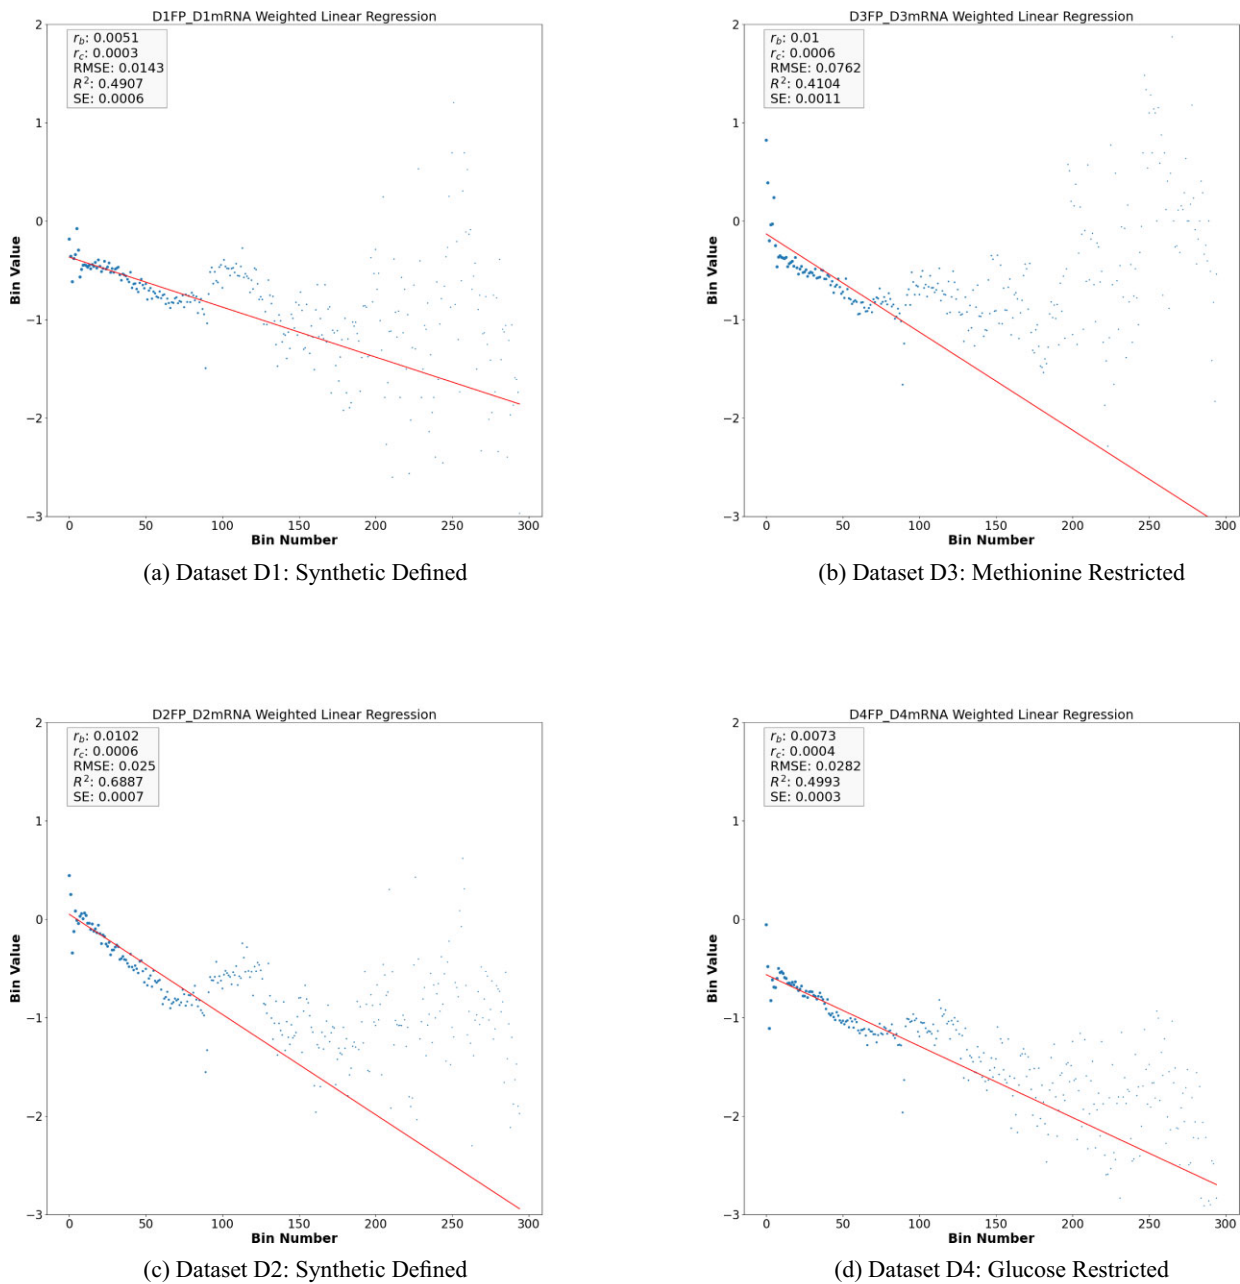 D1FP_D1mRNA Weighted Linear Regression
r_b: 0.0051
r_c: 0.0003
RMSE: 0.0143
R²: 0.4907
SE: 0.0006
2
1
0
−1
−2
−3
Bin Value
0 50 100 150 200 250 300
Bin Number
(a) Dataset D1: Synthetic Defined
D3FP_D3mRNA Weighted Linear Regression
r_b: 0.01
r_c: 0.0006
RMSE: 0.0762
R²: 0.4104
SE: 0.0011
2
1
0
−1
−2
−3
Bin Value
0 50 100 150 200 250 300
Bin Number
(b) Dataset D3: Methionine Restricted
D2FP_D2mRNA Weighted Linear Regression
r_b: 0.0102
r_c: 0.0006
RMSE: 0.025
R²: 0.6887
SE: 0.0007
2
1
0
−1
−2
−3
Bin Value
0 50 100 150 200 250 300
Bin Number
(c) Dataset D2: Synthetic Defined
D4FP_D4mRNA Weighted Linear Regression
r_b: 0.0073
r_c: 0.0004
RMSE: 0.0282
R²: 0.4993
SE: 0.0003
2
1
0
−1
−2
−3
Bin Value
0 50 100 150 200 250 300
Bin Number
(d) Dataset D4: Glucose Restricted